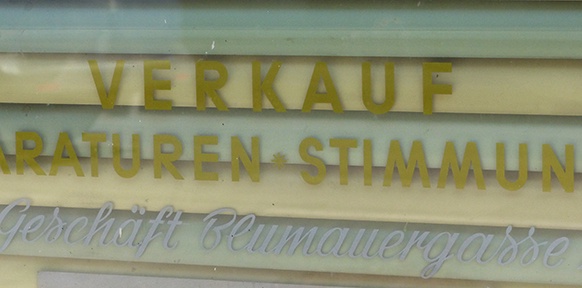 VERKAUF
ARATUREN * STIMMUN
Geschäft Blumauergasse